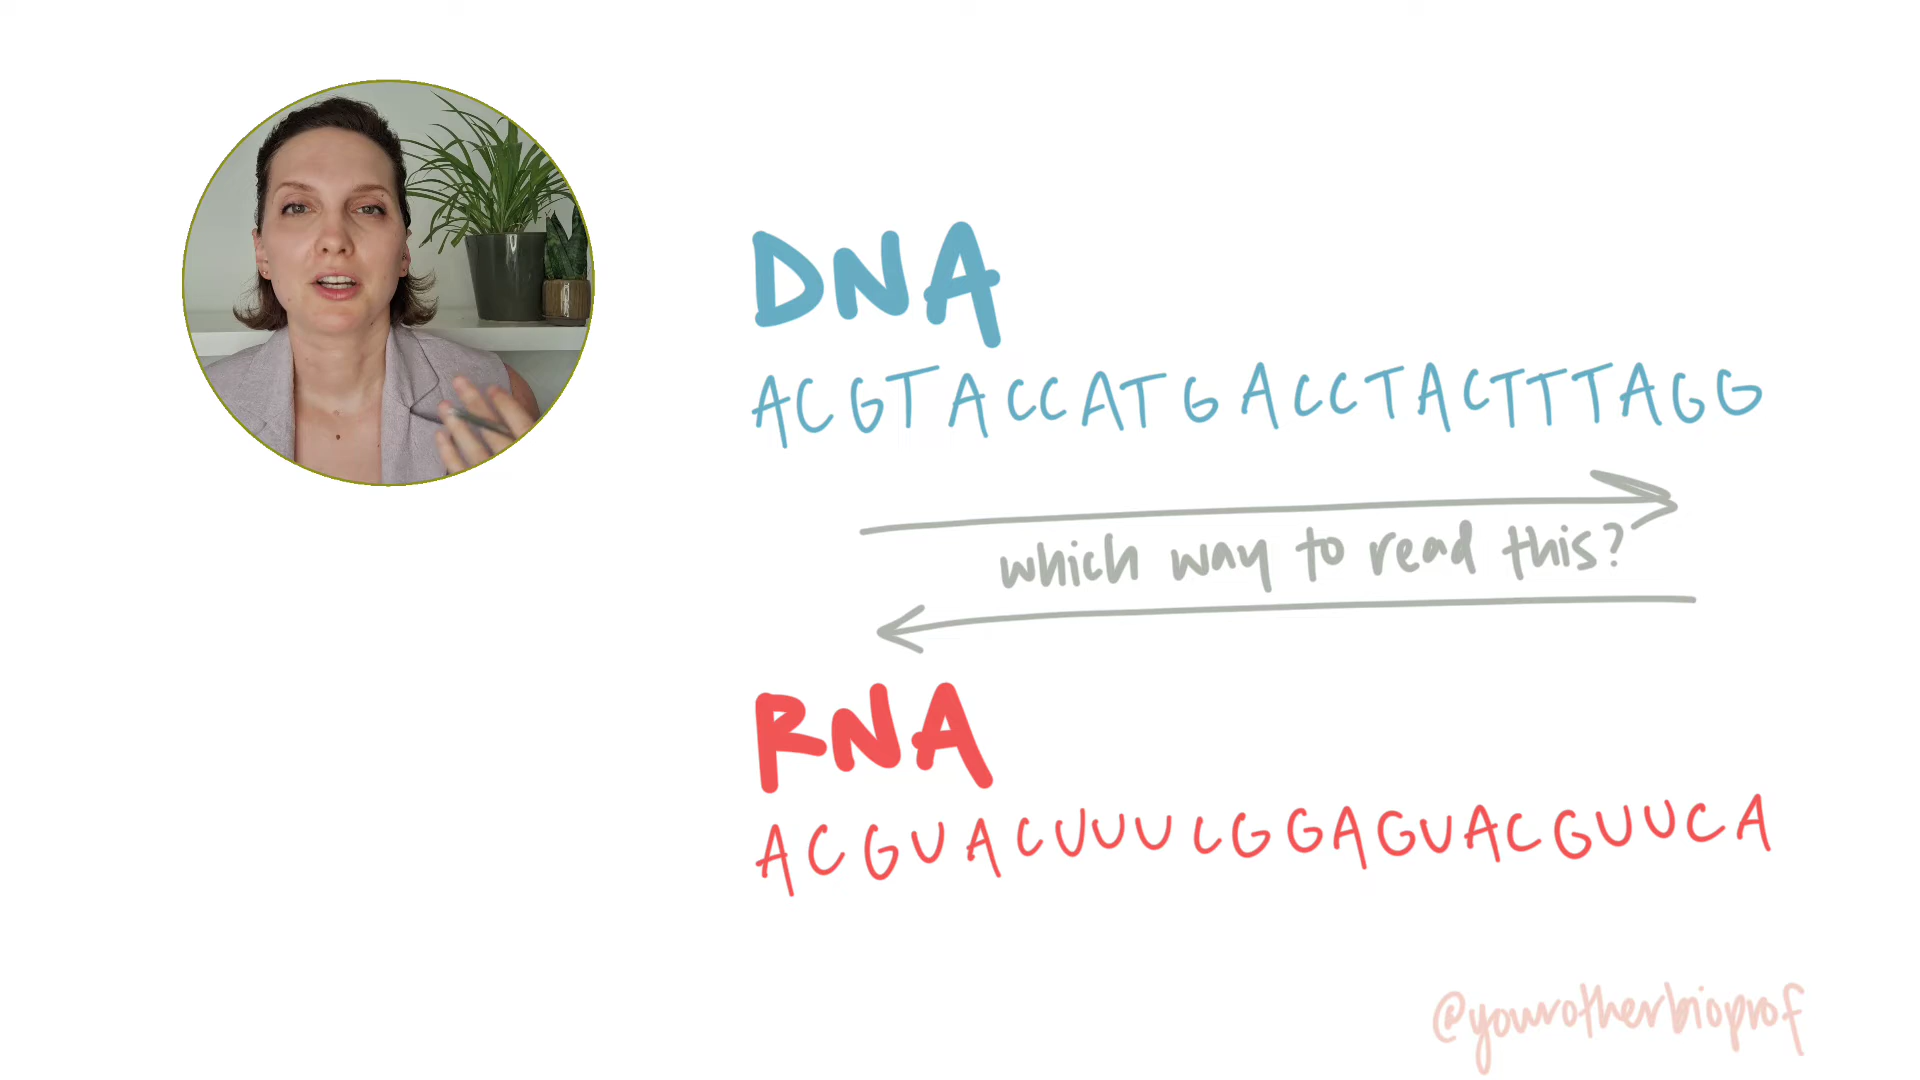 DNA
ACGTACCATGACCTACTTTAGG
which way to read this?
RNA
ACGUACUUUCGGAGUACGUUCA
@yourotherbioprof